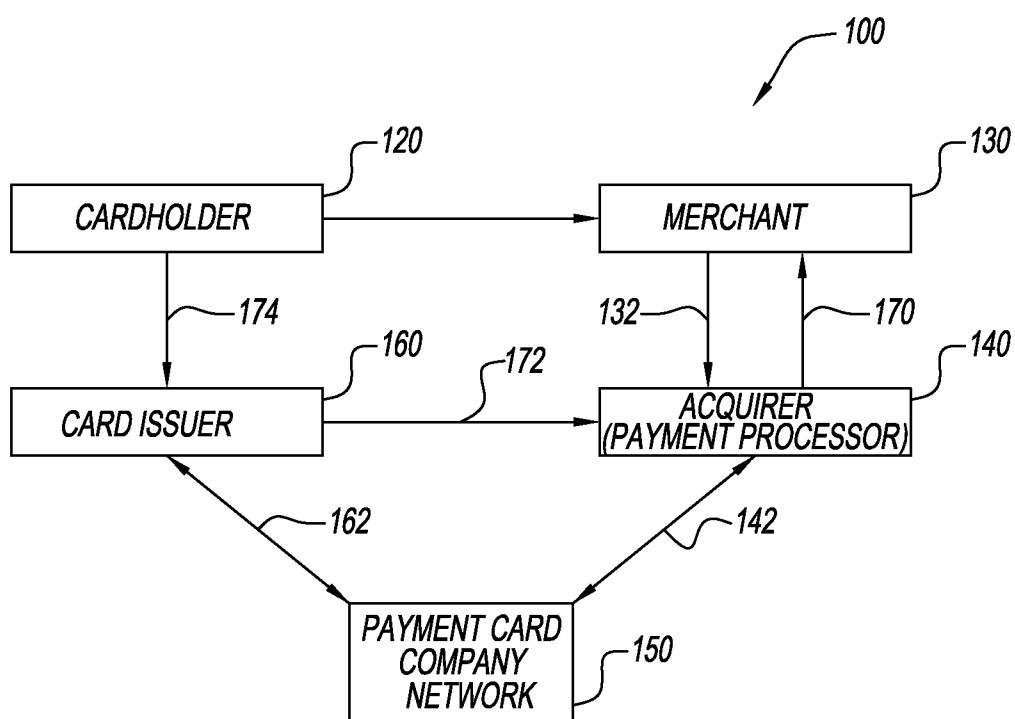 100
120
130
CARDHOLDER
MERCHANT
174
132
170
160
172
140
CARD ISSUER
ACQUIRER
(PAYMENT PROCESSOR)
162
142
PAYMENT CARD
COMPANY
NETWORK
150